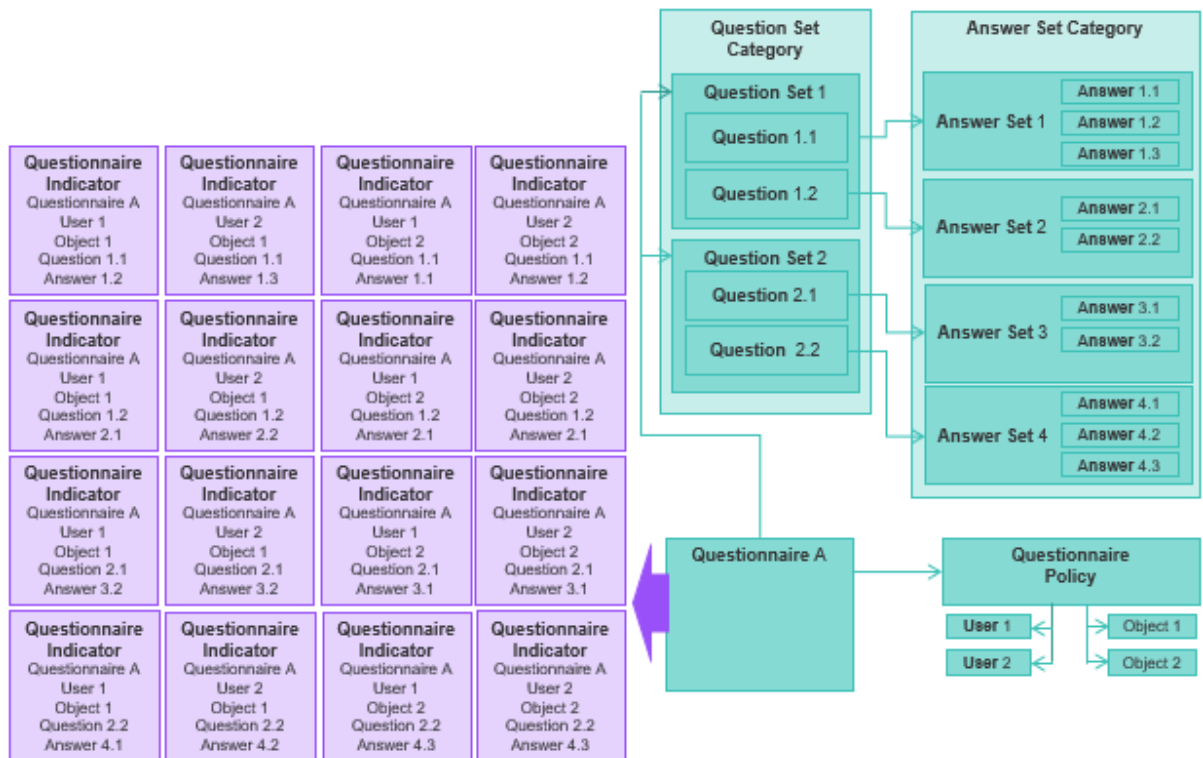 Question Set
Category
Question Set 1
Question 1.1
Question 1.2
Question Set 2
Question 2.1
Question 2.2
Answer Set Category
Answer Set 1
Answer 1.1
Answer 1.2
Answer 1.3
Answer Set 2
Answer 2.1
Answer 2.2
Answer Set 3
Answer 3.1
Answer 3.2
Answer Set 4
Answer 4.1
Answer 4.2
Answer 4.3
Questionnaire
Indicator
Questionnaire A
User 1
Object 1
Question 1.1
Answer 1.2
Questionnaire
Indicator
Questionnaire A
User 2
Object 1
Question 1.1
Answer 1.3
Questionnaire
Indicator
Questionnaire A
User 1
Object 2
Question 1.1
Answer 1.1
Questionnaire
Indicator
Questionnaire A
User 2
Object 2
Question 1.1
Answer 1.2
Questionnaire
Indicator
Questionnaire A
User 1
Object 1
Question 1.2
Answer 2.1
Questionnaire
Indicator
Questionnaire A
User 2
Object 1
Question 1.2
Answer 2.2
Questionnaire
Indicator
Questionnaire A
User 1
Object 2
Question 1.2
Answer 2.1
Questionnaire
Indicator
Questionnaire A
User 2
Object 2
Question 1.2
Answer 2.1
Questionnaire
Indicator
Questionnaire A
User 1
Object 1
Question 2.1
Answer 3.2
Questionnaire
Indicator
Questionnaire A
User 2
Object 1
Question 2.1
Answer 3.2
Questionnaire
Indicator
Questionnaire A
User 1
Object 2
Question 2.1
Answer 3.1
Questionnaire
Indicator
Questionnaire A
User 2
Object 2
Question 2.1
Answer 3.1
Questionnaire
Indicator
Questionnaire A
User 1
Object 1
Question 2.2
Answer 4.1
Questionnaire
Indicator
Questionnaire A
User 2
Object 1
Question 2.2
Answer 4.2
Questionnaire
Indicator
Questionnaire A
User 1
Object 2
Question 2.2
Answer 4.3
Questionnaire
Indicator
Questionnaire A
User 2
Object 2
Question 2.2
Answer 4.3
Questionnaire A
Questionnaire
Policy
User 1
User 2
Object 1
Object 2